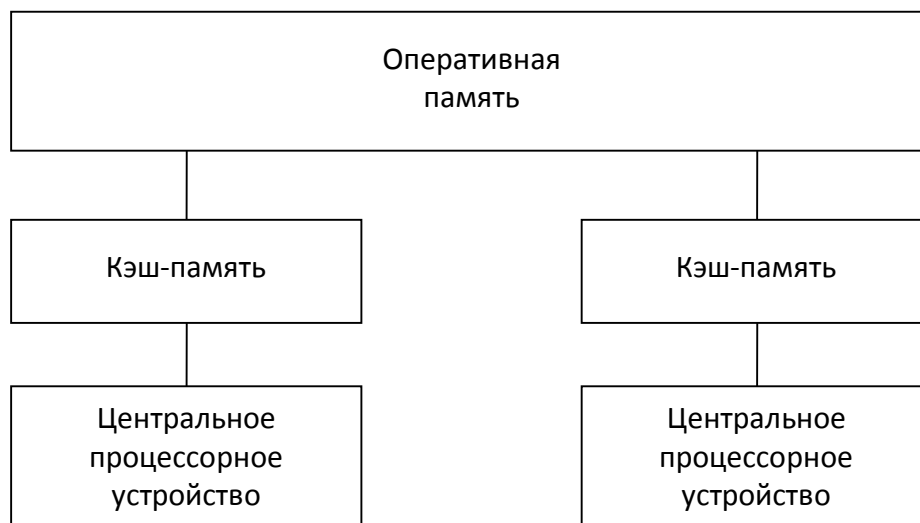 Оперативная
память
Кэш-память
Кэш-память
Центральное
процессорное
устройство
Центральное
процессорное
устройство